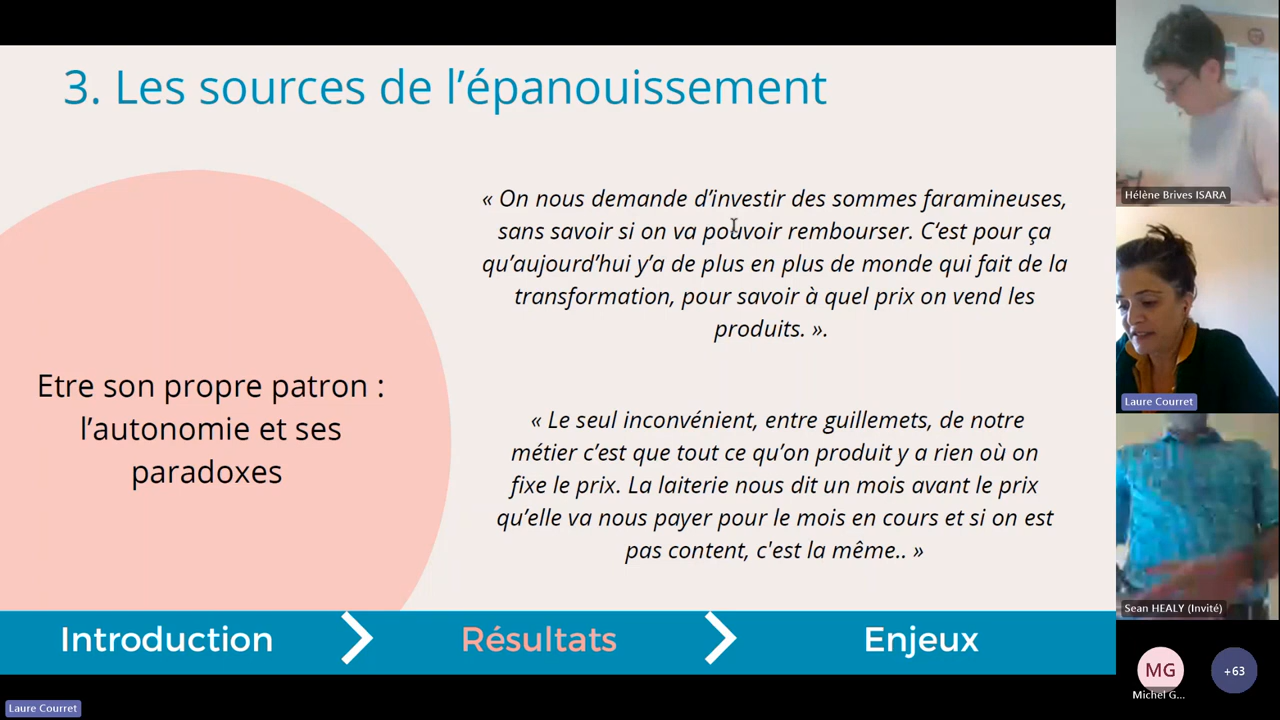 3. Les sources de l’épanouissement
« On nous demande d’investir des sommes faramineuses,
sans savoir si on va pouvoir rembourser. C’est pour ça
qu’aujourd’hui y’a de plus en plus de monde qui fait de la
transformation, pour savoir à quel prix on vend les
produits. ».
Etre son propre patron :
l’autonomie et ses
paradoxes
« Le seul inconvénient, entre guillemets, de notre
métier c’est que tout ce qu’on produit y a rien où on
fixe le prix. La laiterie nous dit un mois avant le prix
qu’elle va nous payer pour le mois en cours et si on est
pas content, c'est la même.. »
Introduction
Résultats
Enjeux
Hélène Brives ISARA
Laure Courret
Sean HEALY (Invité)
MG
Michel G...
+63
Laure Courret